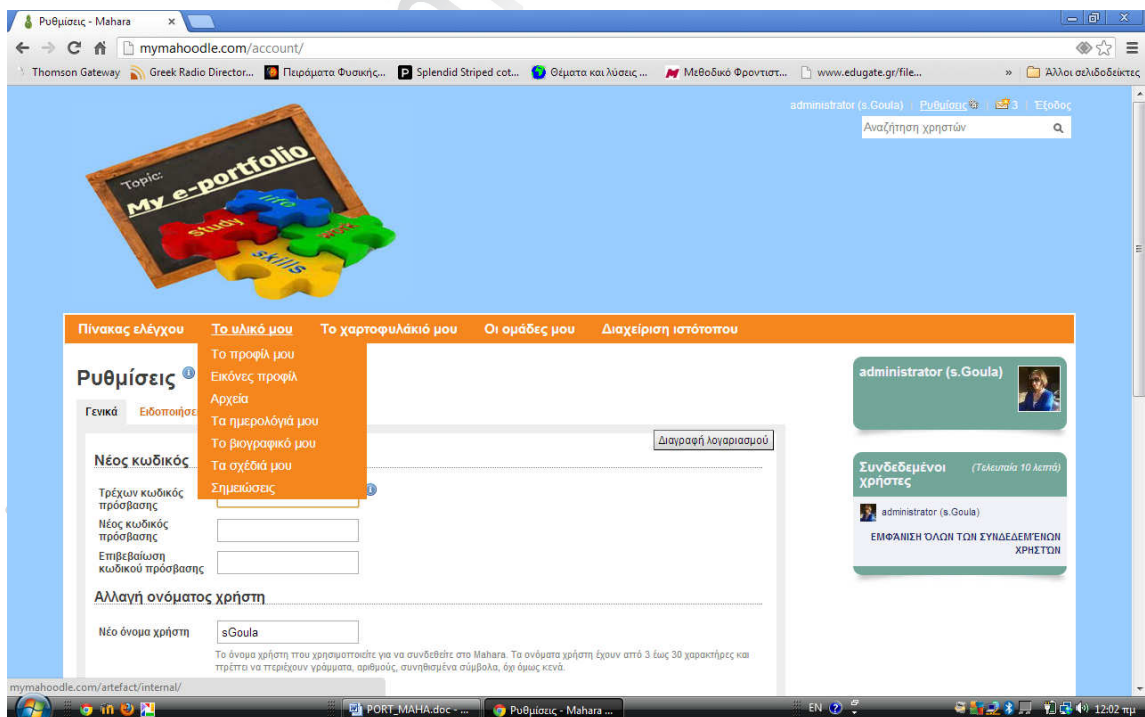 Ρυθμίσεις - Mahara
mymahoodle.com/account/
Thomson Gateway
Greek Radio Director...
Πειράματα Φυσικής...
Splendid Striped cot...
Θέματα και λύσεις ...
Μεθοδικό Φροντιστ...
www.edugate.gr/file...
»
Άλλοι σελιδοδείκτες
administrator (s.Goula) | Ρυθμίσεις | 3 | Έξοδος
Αναζήτηση χρηστών
Topic:
My e-portfolio
life
study
work
skills
Πίνακας ελέγχου Το υλικό μου Το χαρτοφυλάκιό μου Οι ομάδες μου Διαχείριση ιστότοπου
Το προφίλ μου
Εικόνες προφίλ
Αρχεία
Τα ημερολόγιά μου
Το βιογραφικό μου
Τα σχέδιά μου
Σημειώσεις
Ρυθμίσεις
Γενικά Ειδοποιήσε
Διαγραφή λογαριασμού
Νέος κωδικός
Τρέχων κωδικός
πρόσβασης
Νέος κωδικός
πρόσβασης
Επιβεβαίωση
κωδικού πρόσβασης
Αλλαγή ονόματος χρήστη
Νέο όνομα χρήστη sGoula
Το όνομα χρήστη που χρησιμοποιείτε για να συνδεθείτε στο Mahara. Τα ονόματα χρήστη έχουν από 3 έως 30 χαρακτήρες και
πρέπει να περιέχουν γράμματα, αριθμούς, συνηθισμένα σύμβολα, όχι όμως κενά.
administrator (s.Goula)
Συνδεδεμένοι (Τελευταία 10 λεπτά)
χρήστες
administrator (s.Goula)
ΕΜΦΆΝΙΣΗ ΌΛΩΝ ΤΩΝ ΣΥΝΔΕΔΕΜΈΝΩΝ
ΧΡΗΣΤΏΝ
mymahoodle.com/artefact/internal/
PORT_MAHA.doc - ...
Ρυθμίσεις - Mahara ...
EN
12:02 πμ